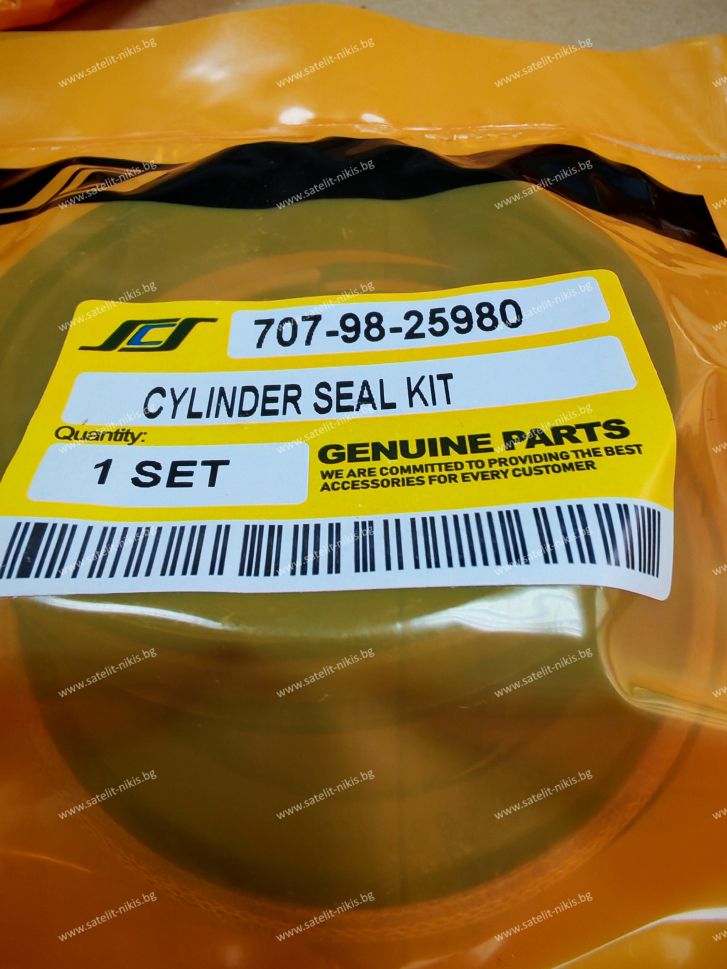 SCS
707-98-25980
CYLINDER SEAL KIT
Quantity:
1 SET
GENUINE PARTS
WE ARE COMMITTED TO PROVIDING THE BEST
ACCESSORIES FOR EVERY CUSTOMER
www.satelit-nikis.bg